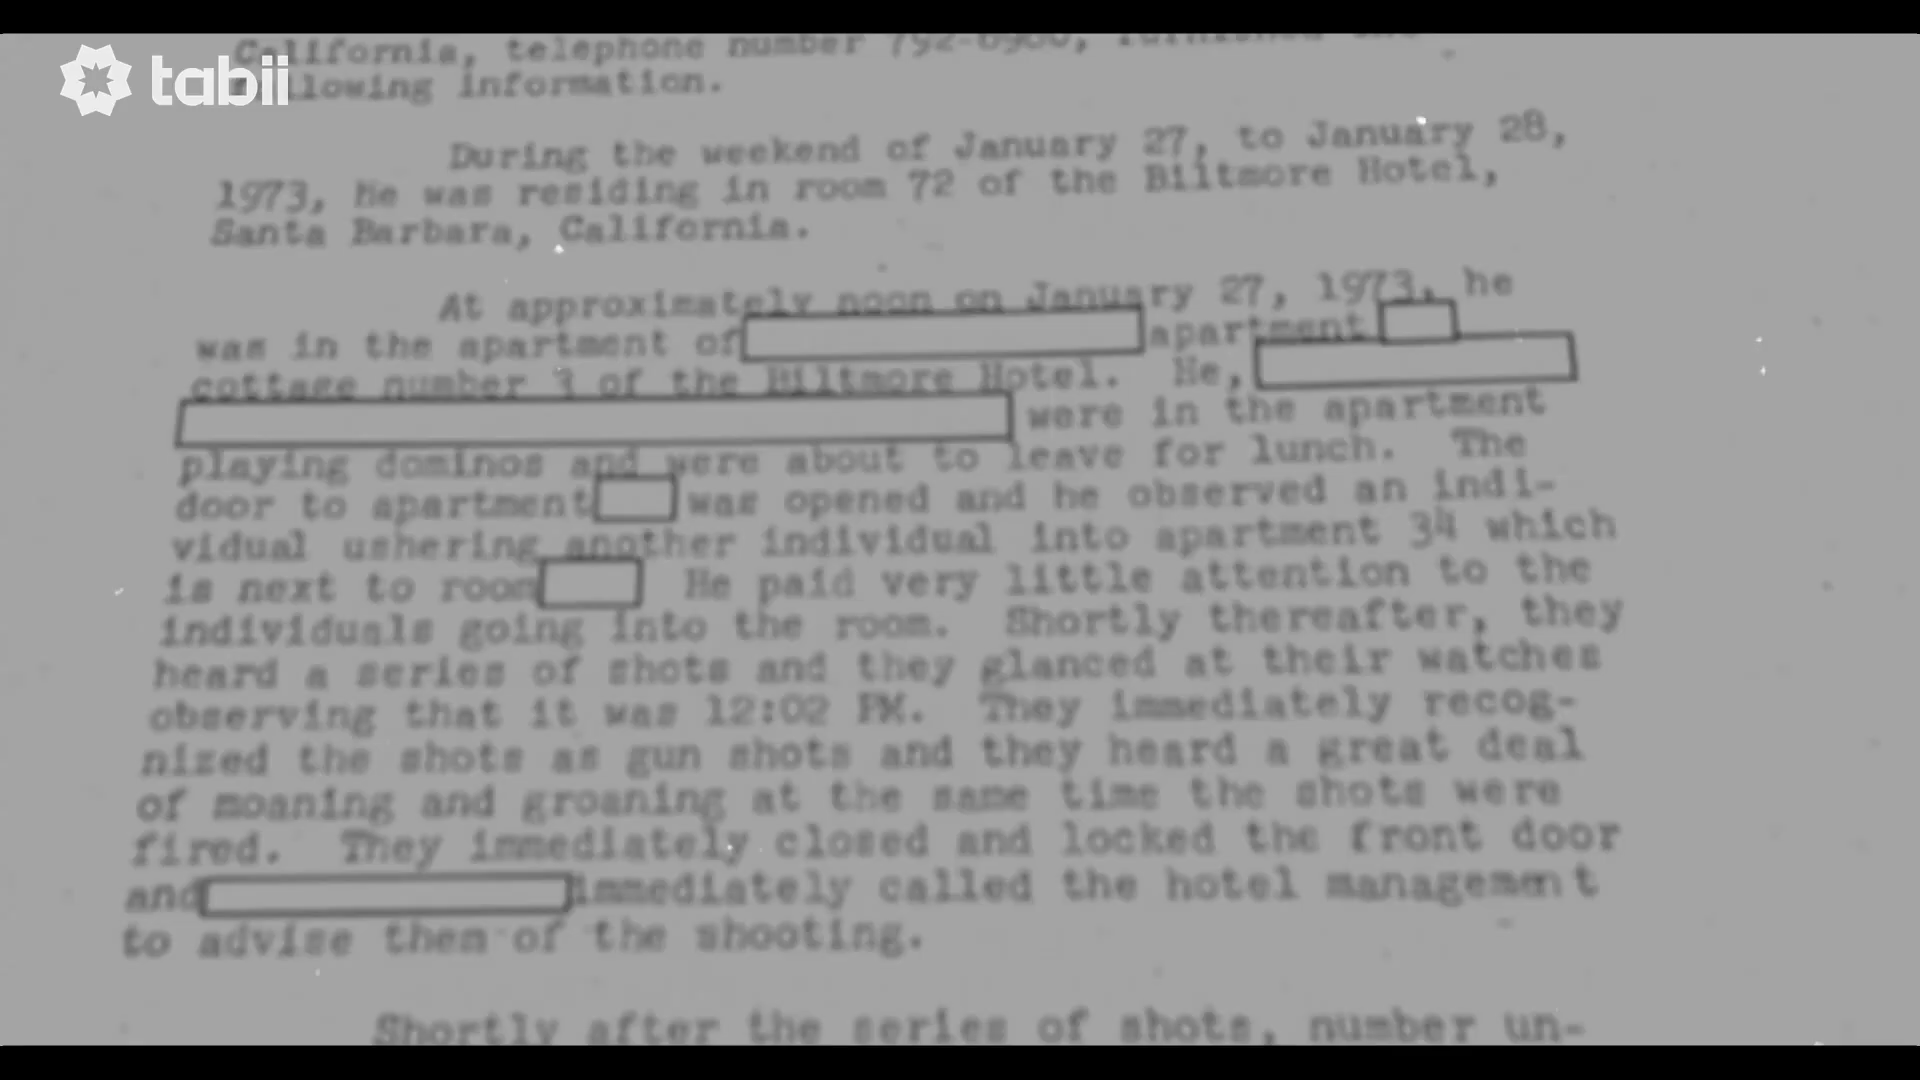 California, telephone number 792-6980, furnished the
tabii
following information.
During the weekend of January 27, to January 28,
1973, he was residing in room 72 of the Biltmore Hotel,
Santa Barbara, California.
At approximately noon on January 27, 1973, he
was in the apartment of apartment
cottage number 3 of the Biltmore Hotel. He,
were in the apartment
playing dominos and were about to leave for lunch. The
door to apartment was opened and he observed an indi-
vidual ushering another individual into apartment 34 which
is next to room He paid very little attention to the
individuals going into the room. Shortly thereafter, they
heard a series of shots and they glanced at their watches
observing that it was 12:02 PM. They immediately recog-
nized the shots as gun shots and they heard a great deal
of moaning and groaning at the same time the shots were
fired. They immediately closed and locked the front door
and immediately called the hotel management
to advise them of the shooting.
Shortly after the series of shots, number un-